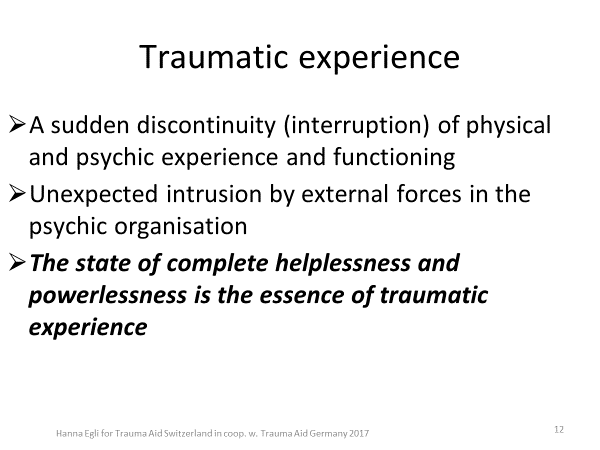 Traumatic experience
➢A sudden discontinuity (interruption) of physical
and psychic experience and functioning
➢Unexpected intrusion by external forces in the
psychic organisation
➢The state of complete helplessness and
powerlessness is the essence of traumatic
experience
Hanna Egli for Trauma Aid Switzerland in coop. w. Trauma Aid Germany 2017
12